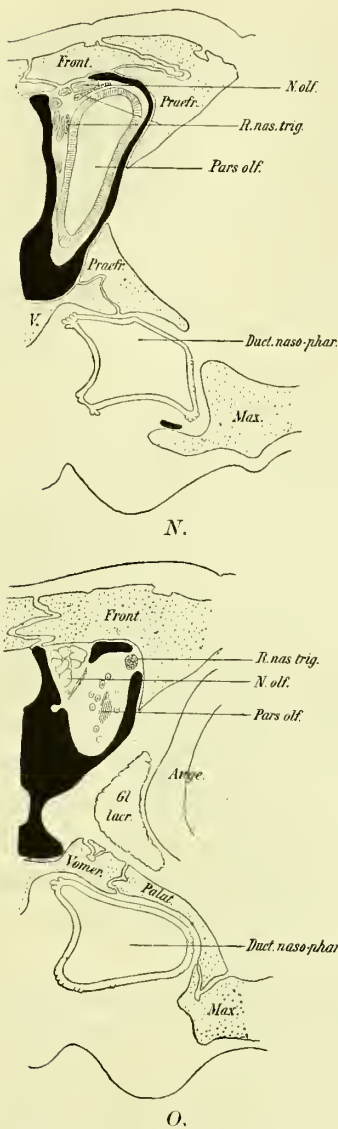 Front.
N. olf.
Praefr.
R. nas. trig.
Pars olf.
Praefr.
V.
Duct. naso-phar.
Max.
N.
Front.
R. nas trig.
N. olf.
Pars olf.
Auge.
Gl
lacr.
Vomer.
Palat.
Duct. naso-phar
Max.
O.